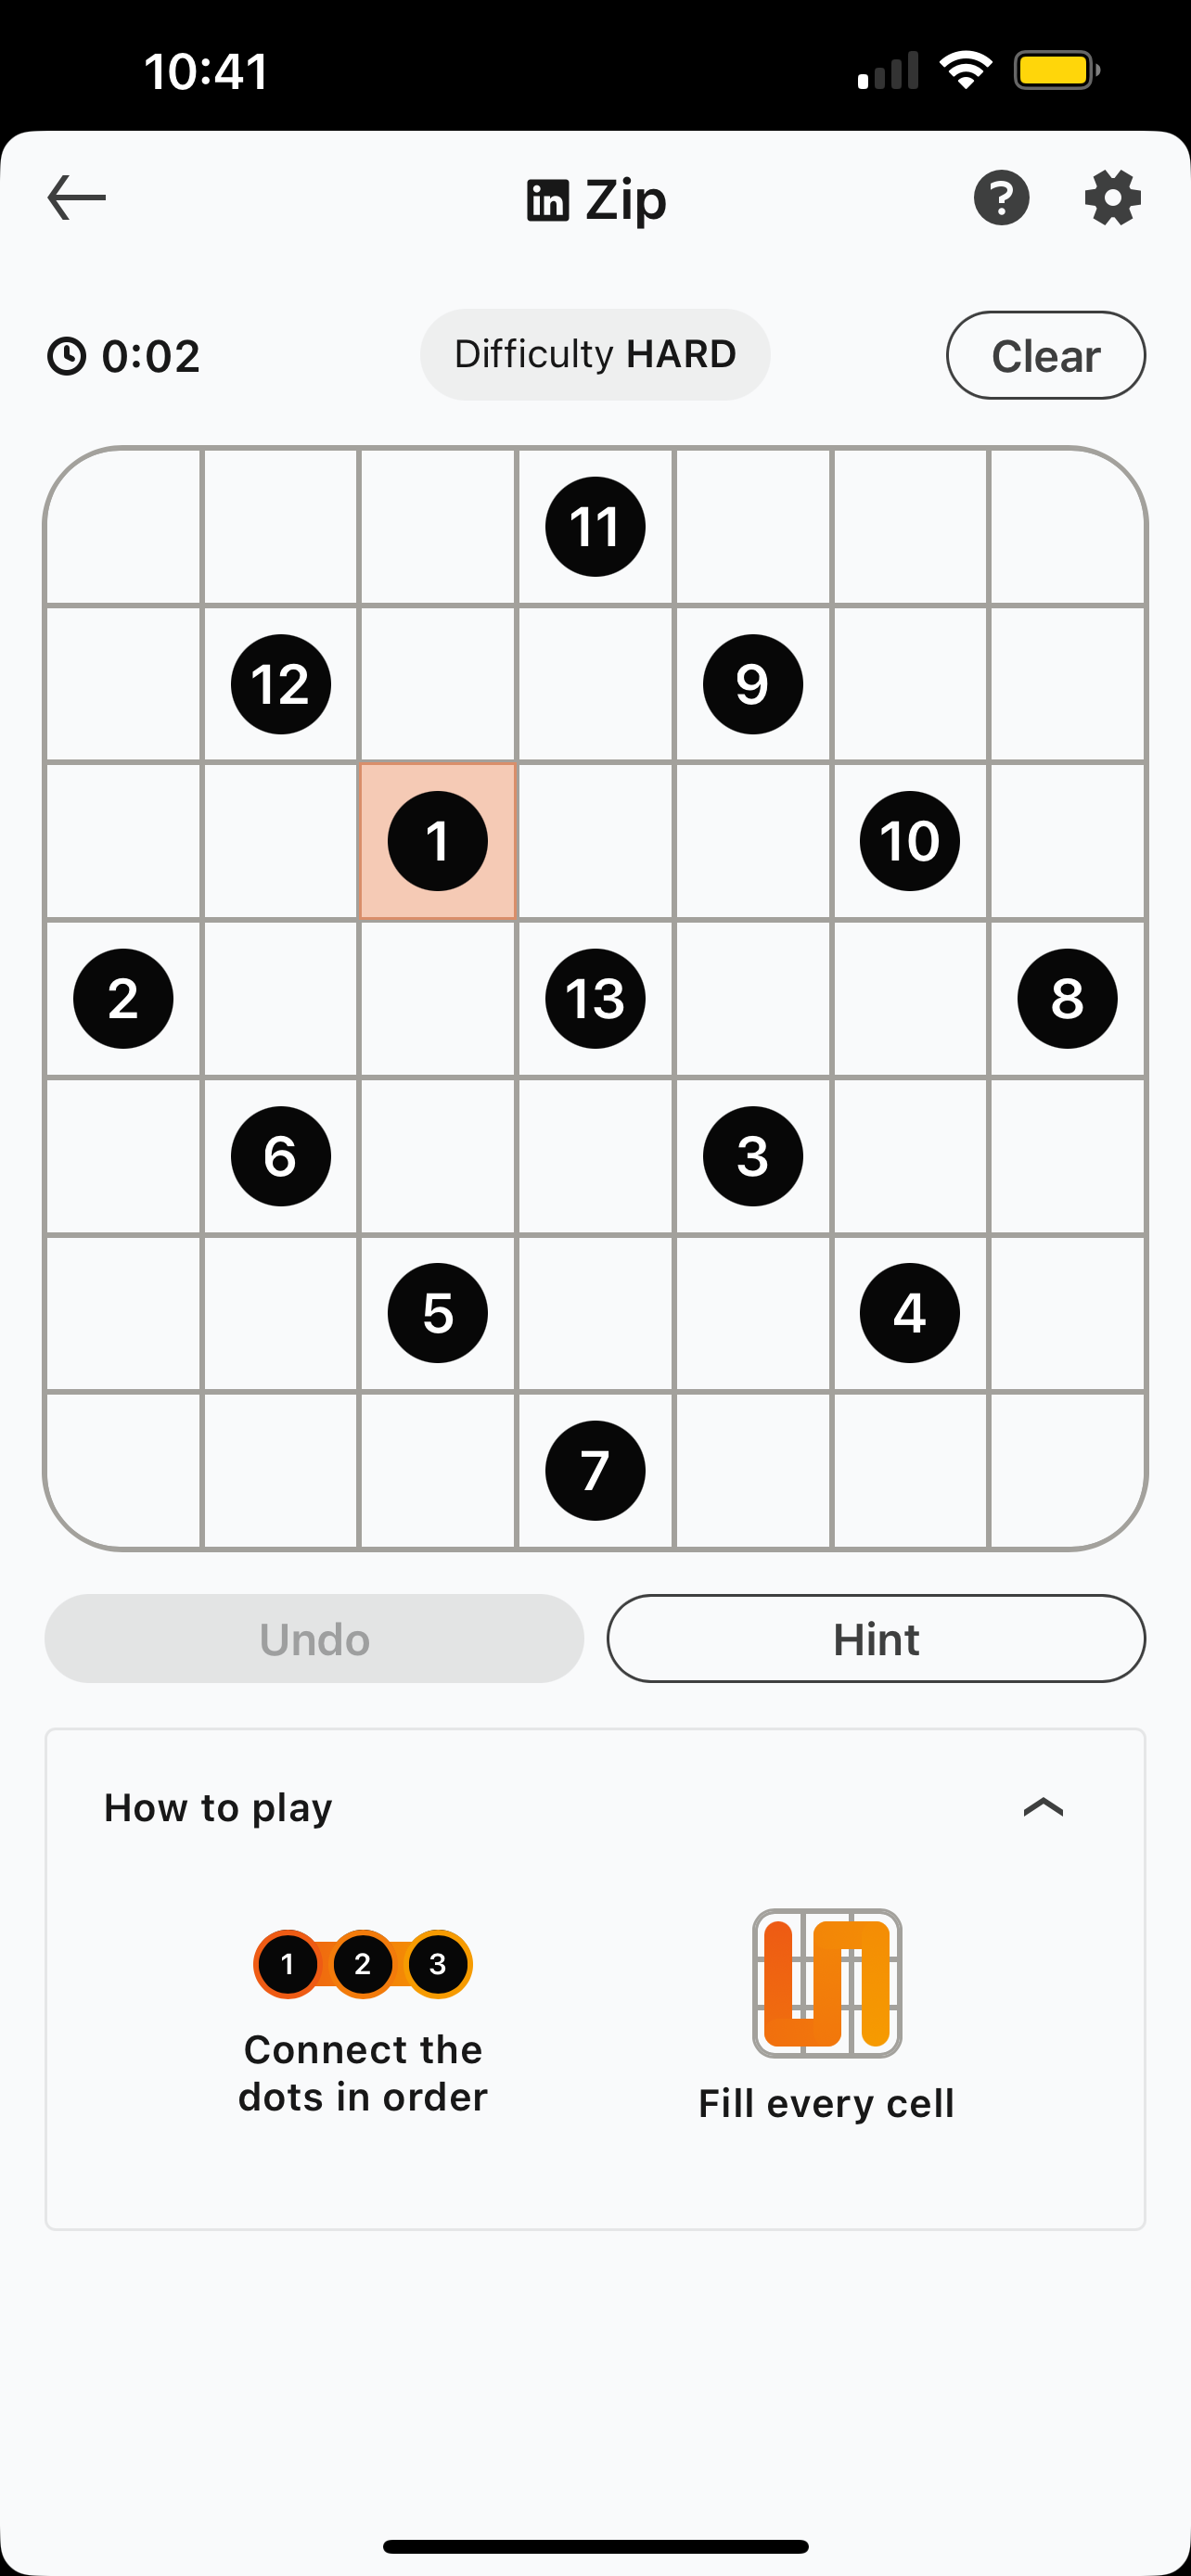 10:41
in Zip ?
0:02 Difficulty HARD Clear
11
12 9
1 10
2 13 8
6 3
5 4
7
Undo Hint
How to play
1 2 3
Connect the
dots in order
Fill every cell